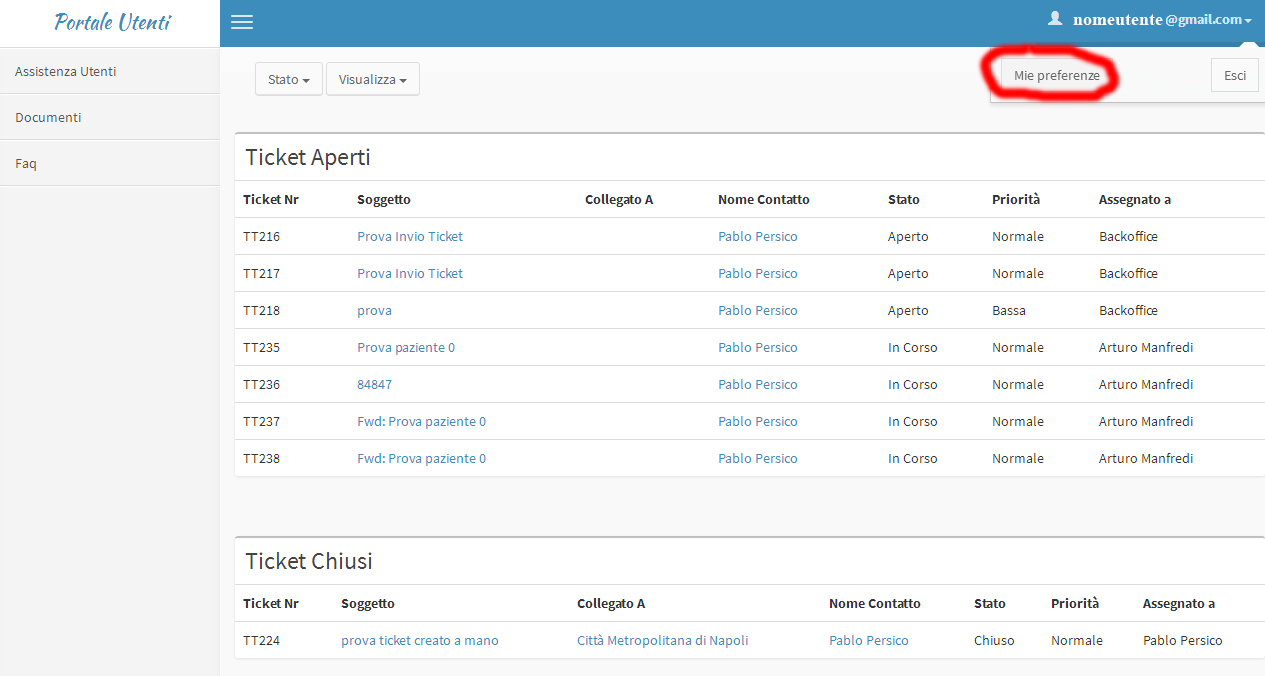 Portale Utenti
nomeutente@gmail.com
Assistenza Utenti
Documenti
Faq
Stato Visualizza
Mie preferenze Esci
Ticket Aperti
Ticket Nr Soggetto Collegato A Nome Contatto Stato Priorità Assegnato a
TT216 Prova Invio Ticket Pablo Persico Aperto Normale Backoffice
TT217 Prova Invio Ticket Pablo Persico Aperto Normale Backoffice
TT218 prova Pablo Persico Aperto Bassa Backoffice
TT235 Prova paziente 0 Pablo Persico In Corso Normale Arturo Manfredi
TT236 84847 Pablo Persico In Corso Normale Arturo Manfredi
TT237 Fwd: Prova paziente 0 Pablo Persico In Corso Normale Arturo Manfredi
TT238 Fwd: Prova paziente 0 Pablo Persico In Corso Normale Arturo Manfredi
Ticket Chiusi
Ticket Nr Soggetto Collegato A Nome Contatto Stato Priorità Assegnato a
TT224 prova ticket creato a mano Città Metropolitana di Napoli Pablo Persico Chiuso Normale Pablo Persico